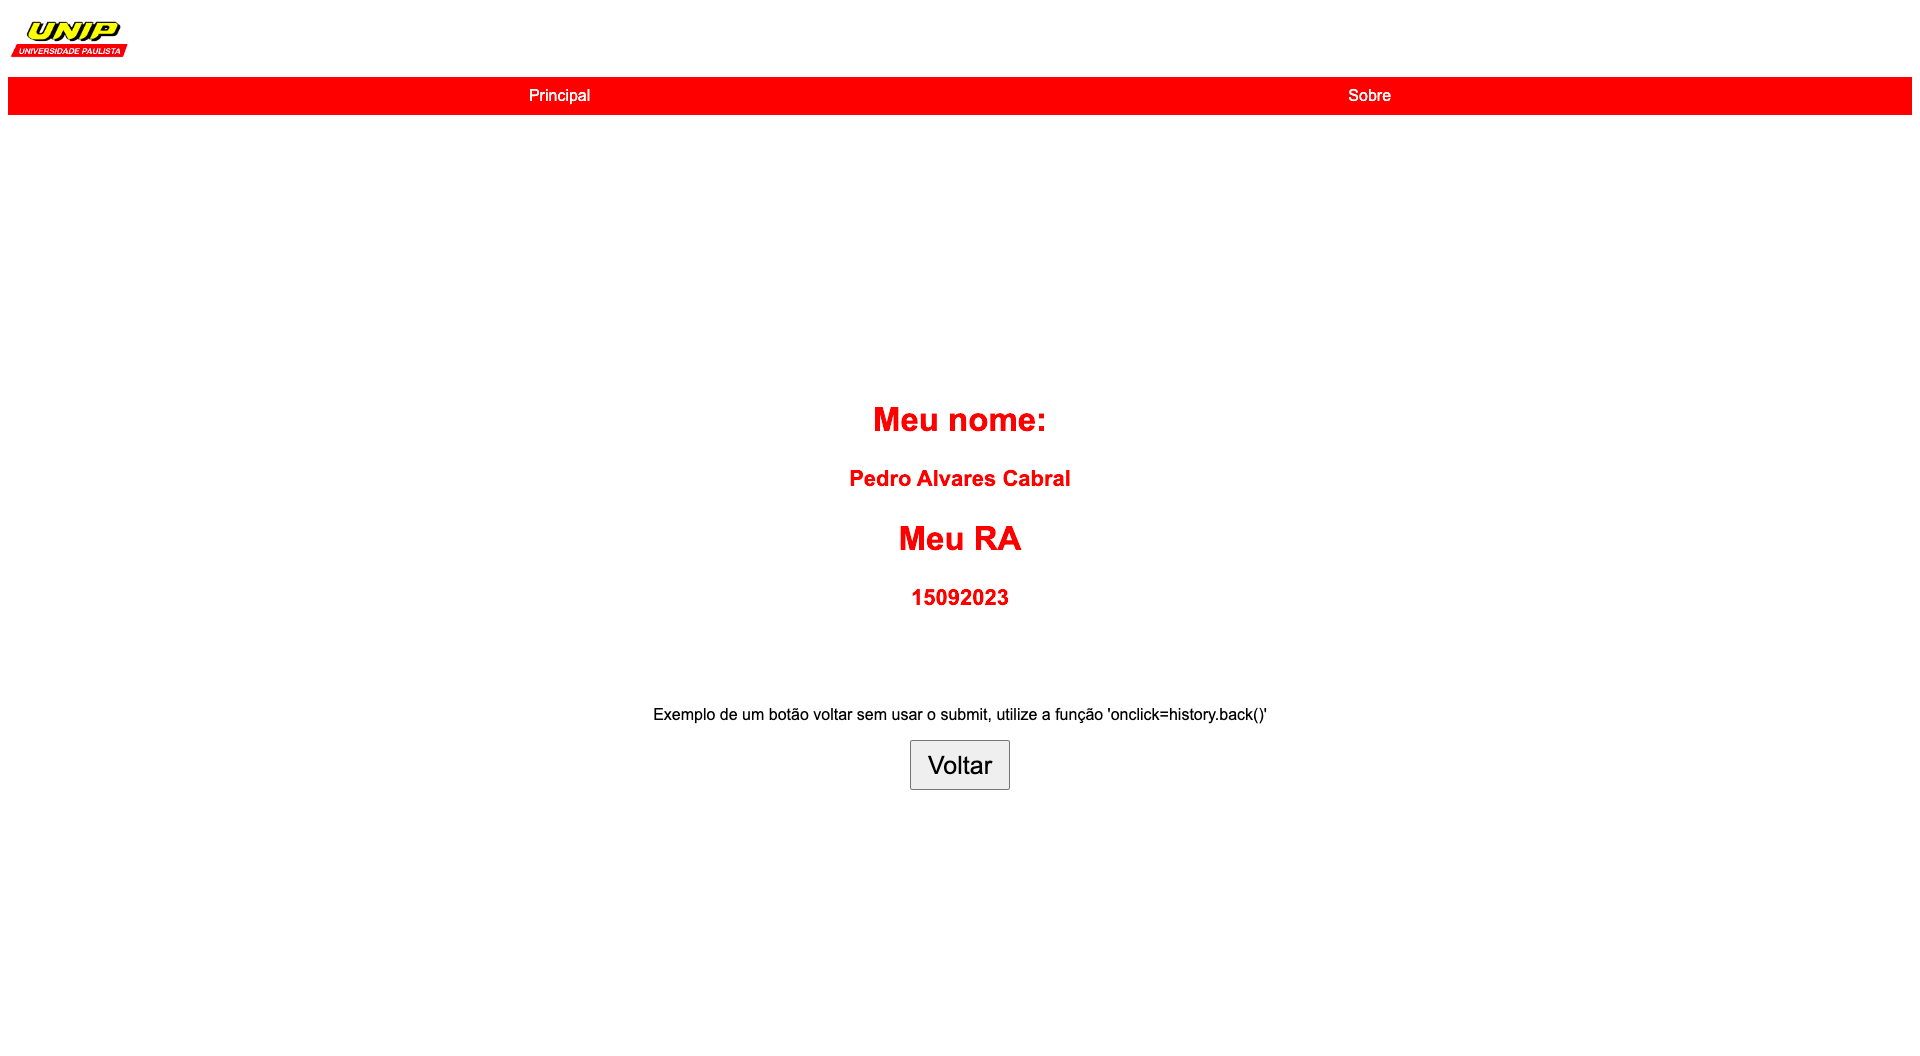 UNIP
UNIVERSIDADE PAULISTA
Principal Sobre
Meu nome:
Pedro Alvares Cabral
Meu RA
15092023
Exemplo de um botão voltar sem usar o submit, utilize a função 'onclick=history.back()'
Voltar